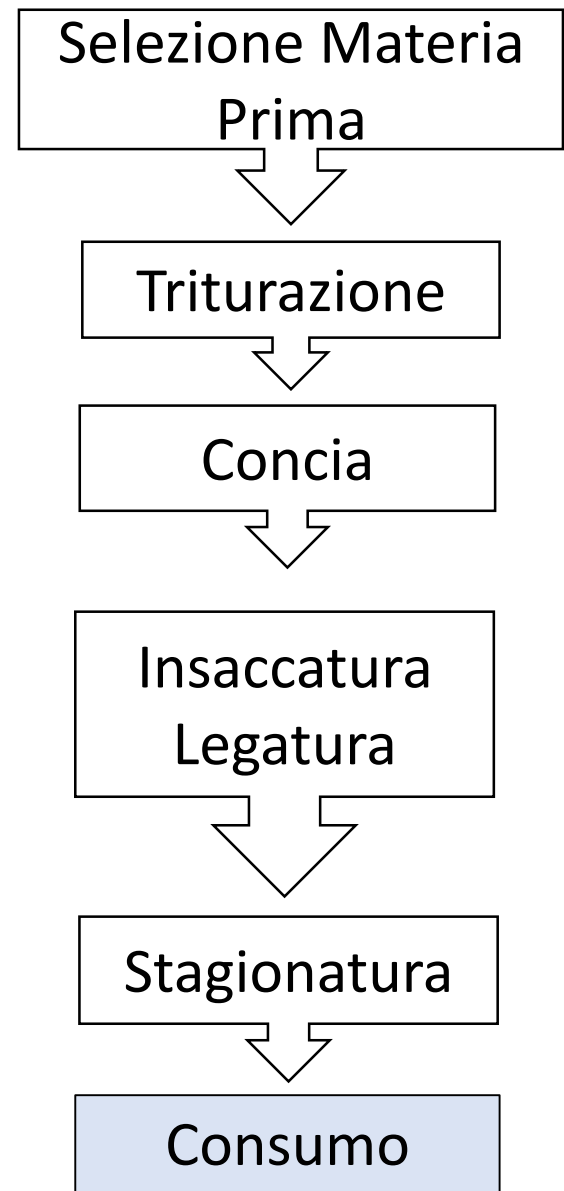 Selezione Materia
Prima
Triturazione
Concia
Insaccatura
Legatura
Stagionatura
Consumo